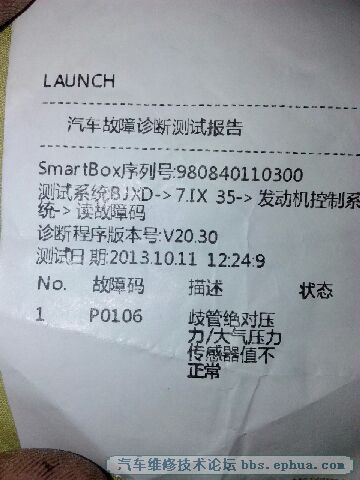 LAUNCH
汽车故障诊断测试报告
SmartBox序列号:980840110300
测试系统BJXD->7.IX 35->发动机控制系
统->读故障码
诊断程序版本号:V20.30
测试日期:2013.10.11 12:24:9
No. 故障码 描述 状态
1 P0106 歧管绝对压
力/大气压力
传感器值不
正常
汽车维修技术论坛 bbs.ephua.com